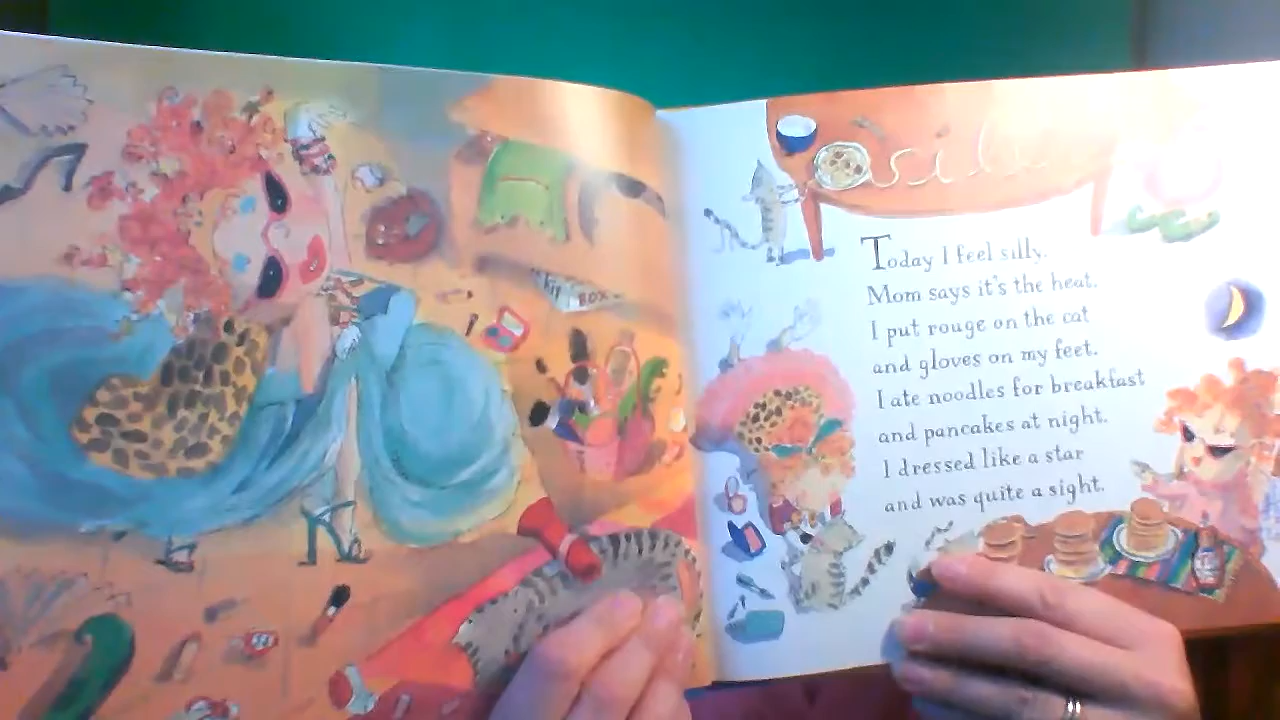 Today I feel silly.
Mom says it's the heat.
I put rouge on the cat
and gloves on my feet.
I ate noodles for breakfast
and pancakes at night.
I dressed like a star
and was quite a sight.